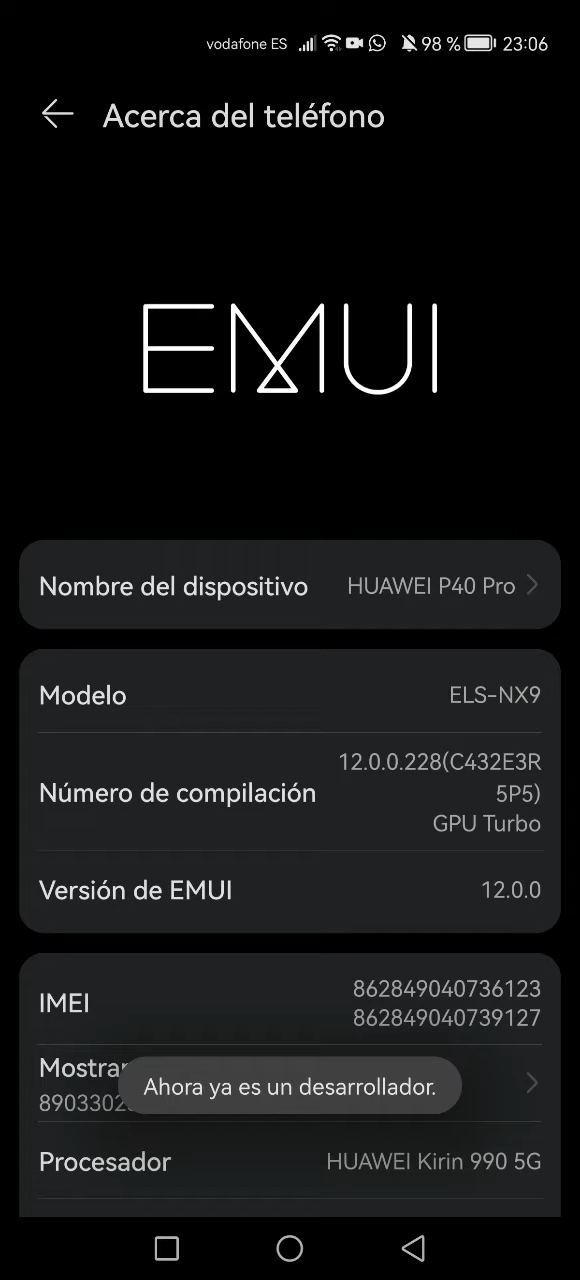 vodafone ES 98 % 23:06
Acerca del teléfono
EMUI
Nombre del dispositivo HUAWEI P40 Pro
Modelo ELS-NX9
12.0.0.228(C432E3R
Número de compilación 5P5)
GPU Turbo
Versión de EMUI 12.0.0
IMEI 862849040736123
862849040739127
Mostrar
Ahora ya es un desarrollador.
Procesador HUAWEI Kirin 990 5G